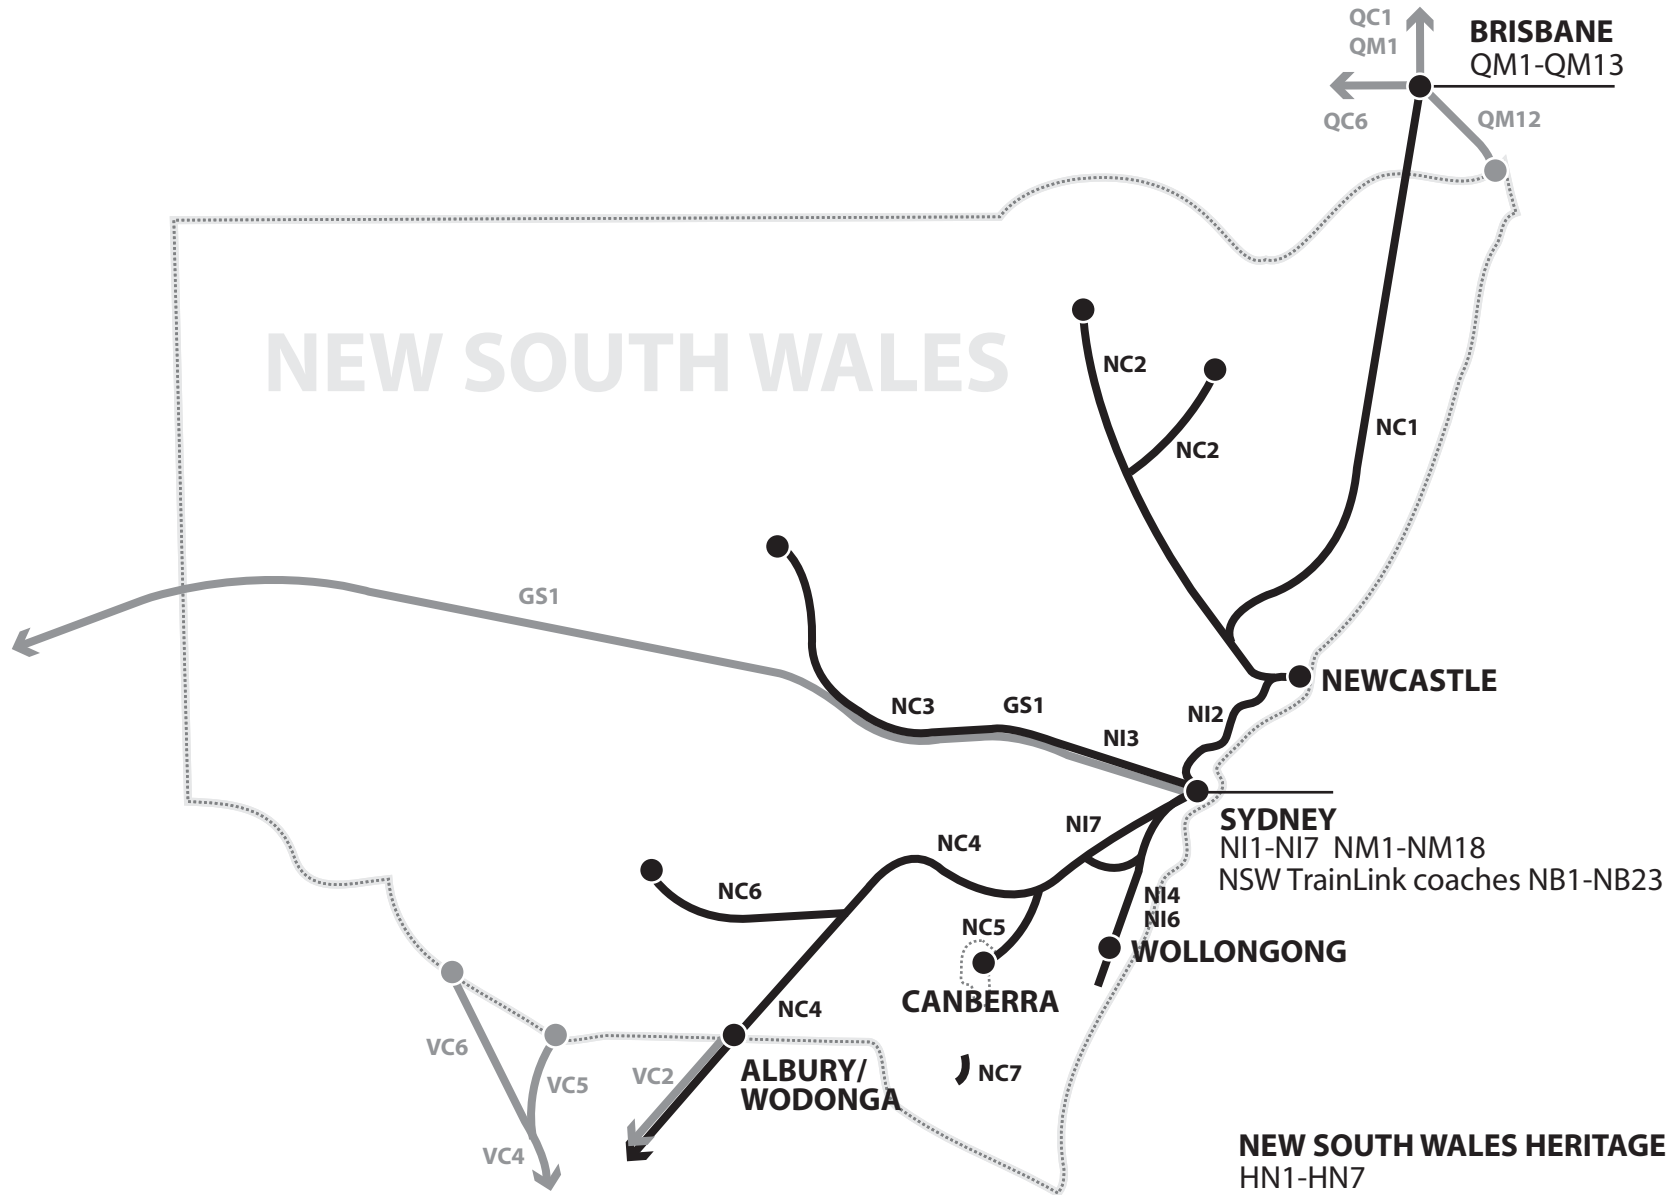 QC1
QM1
BRISBANE
QM1-QM13
QC6
QM12
NEW SOUTH WALES
NC2
NC2
NC1
GS1
NEWCASTLE
NC3
GS1
NI2
NI3
SYDNEY
NI1-NI7 NM1-NM18
NSW TrainLink coaches NB1-NB23
NI7
NC4
NC6
NI4
NI6
NC5
WOLLONGONG
CANBERRA
NC4
VC6
VC5
VC2
ALBURY/
WODONGA
NC7
VC4
NEW SOUTH WALES HERITAGE
HN1-HN7